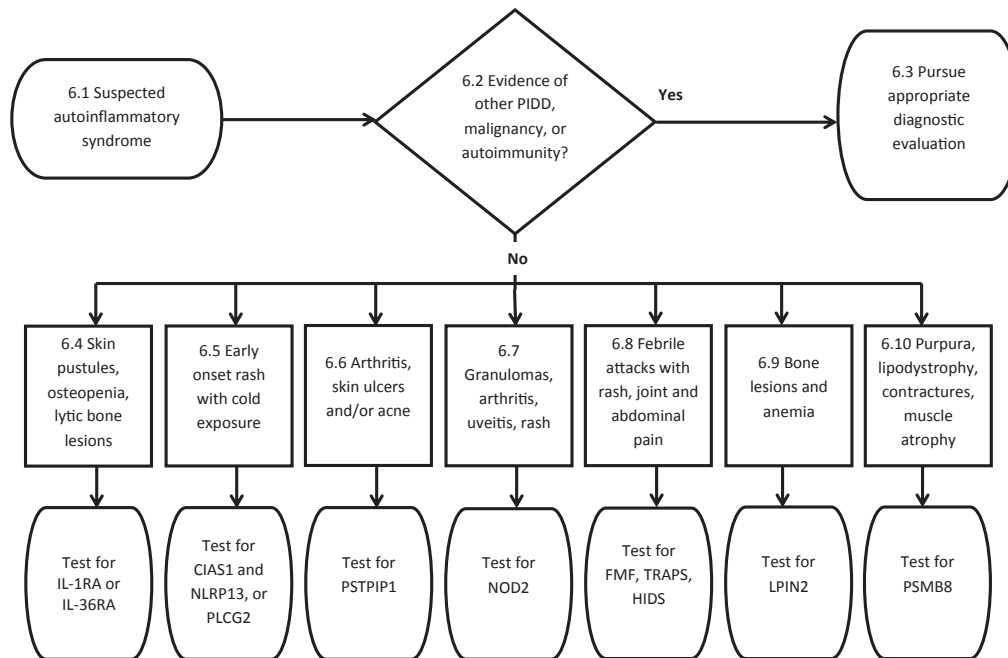 6.1 Suspected
autoinflammatory
syndrome
6.2 Evidence of
other PIDD,
malignancy, or
autoimmunity?
Yes
6.3 Pursue
appropriate
diagnostic
evaluation
No
6.4 Skin
pustules,
osteopenia,
lytic bone
lesions
6.5 Early
onset rash
with cold
exposure
6.6 Arthritis,
skin ulcers
and/or acne
6.7
Granulomas,
arthritis,
uveitis, rash
6.8 Febrile
attacks with
rash, joint and
abdominal
pain
6.9 Bone
lesions and
anemia
6.10 Purpura,
lipodystrophy,
contractures,
muscle
atrophy
Test for
IL-1RA or
IL-36RA
Test for
CIAS1 and
NLRP13, or
PLCG2
Test for
PSTPIP1
Test for
NOD2
Test for
FMF, TRAPS,
HIDS
Test for
LPIN2
Test for
PSMB8